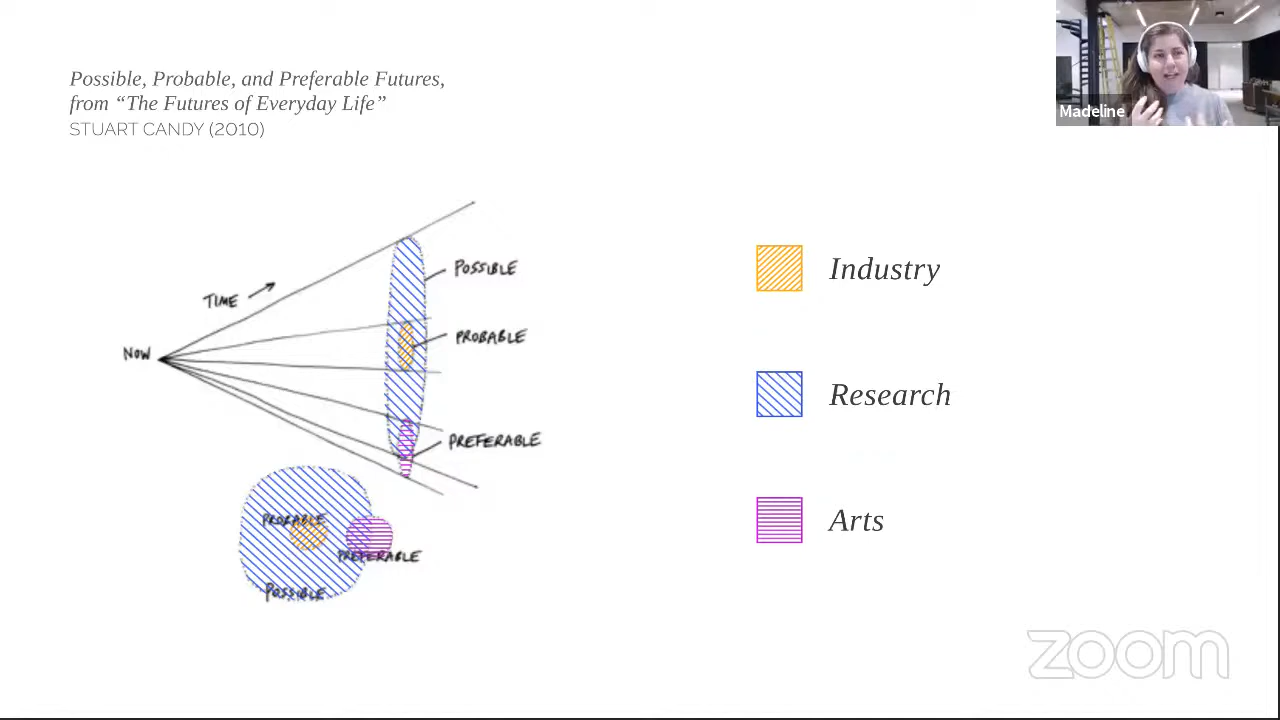 Possible, Probable, and Preferable Futures,
from “The Futures of Everyday Life”
STUART CANDY (2010)
Madeline
POSSIBLE
TIME
PROBABLE
NOW
PREFERABLE
PROBABLE
PREFERABLE
POSSIBLE
Industry
Research
Arts
zoom